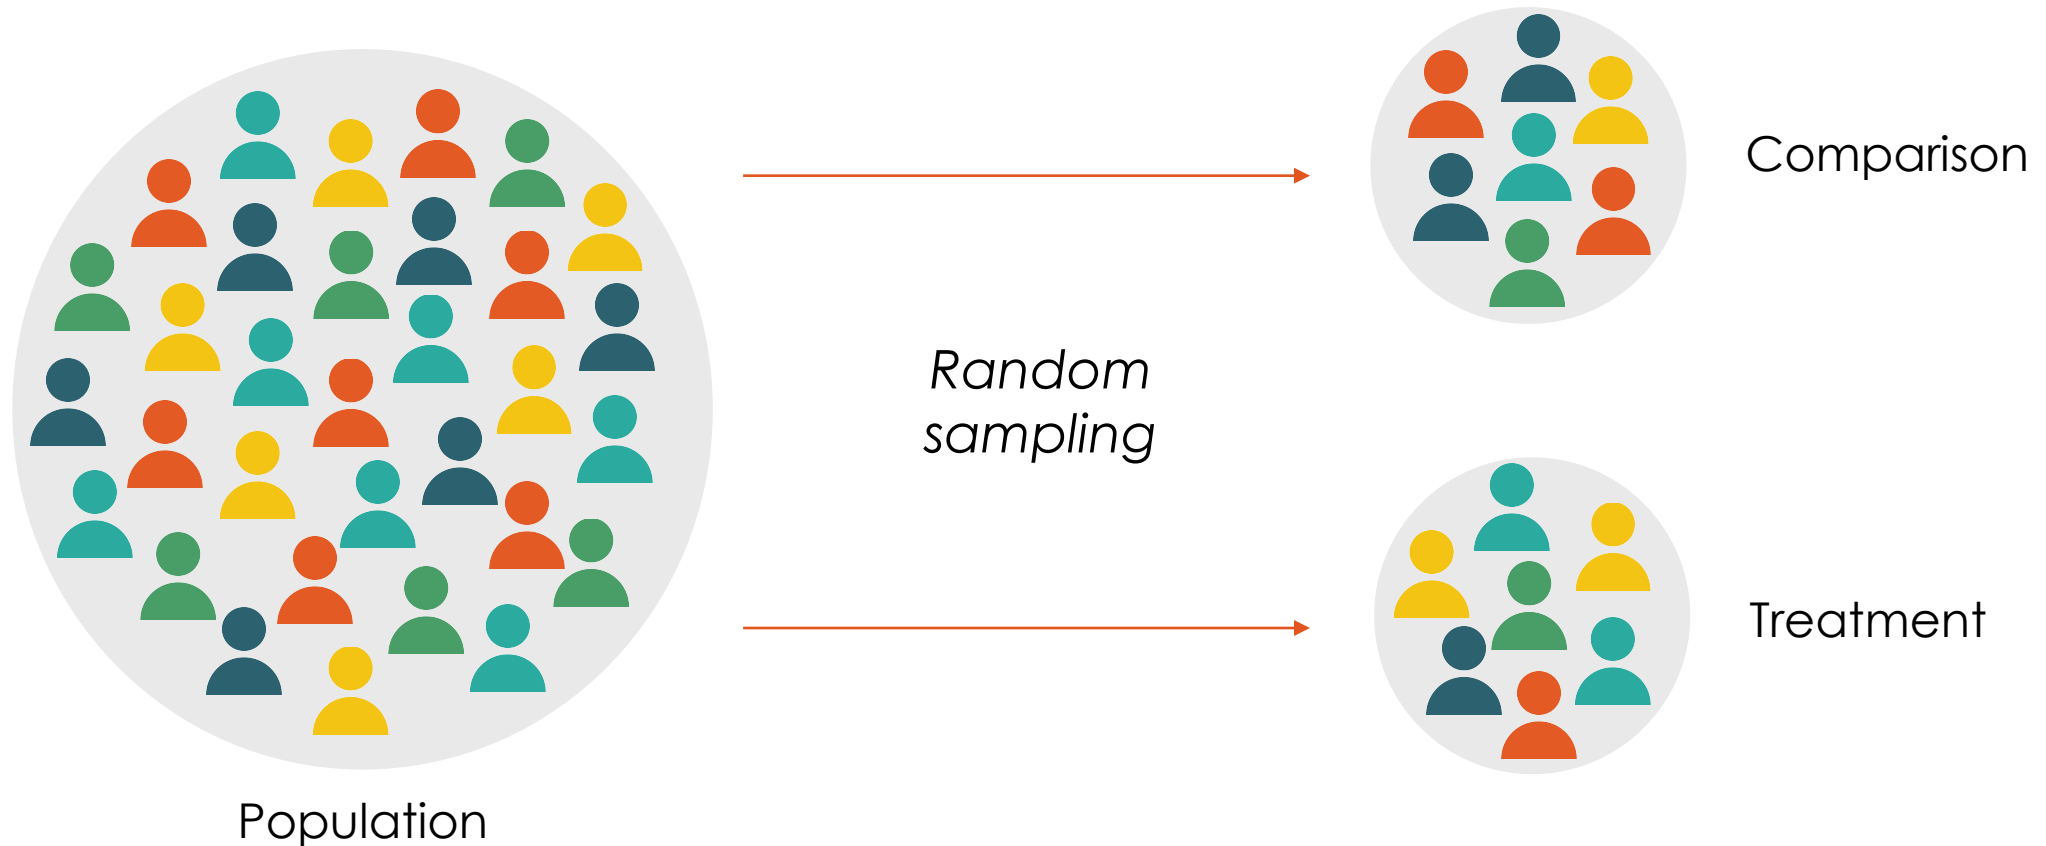 Comparison
Random
sampling
Treatment
Population